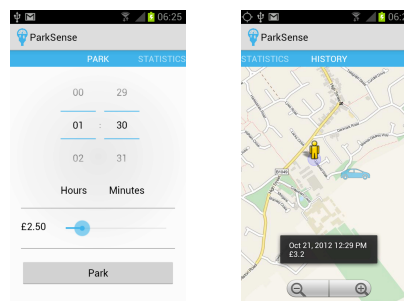 06:25
ParkSense
PARK STATISTICS
00 29
01 : 30
02 31
Hours Minutes
£2.50
Park
06:2
ParkSense
STATISTICS HISTORY
Oct 21, 2012 12:29 PM
£3.2